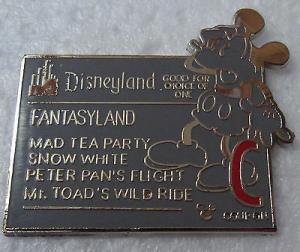 Disneyland
GOOD FOR
CHOICE OF
ONE
FANTASYLAND
MAD TEA PARTY
SNOW WHITE
PETER PAN'S FLIGHT
Mr. TOAD'S WILD RIDE
C
COUPON